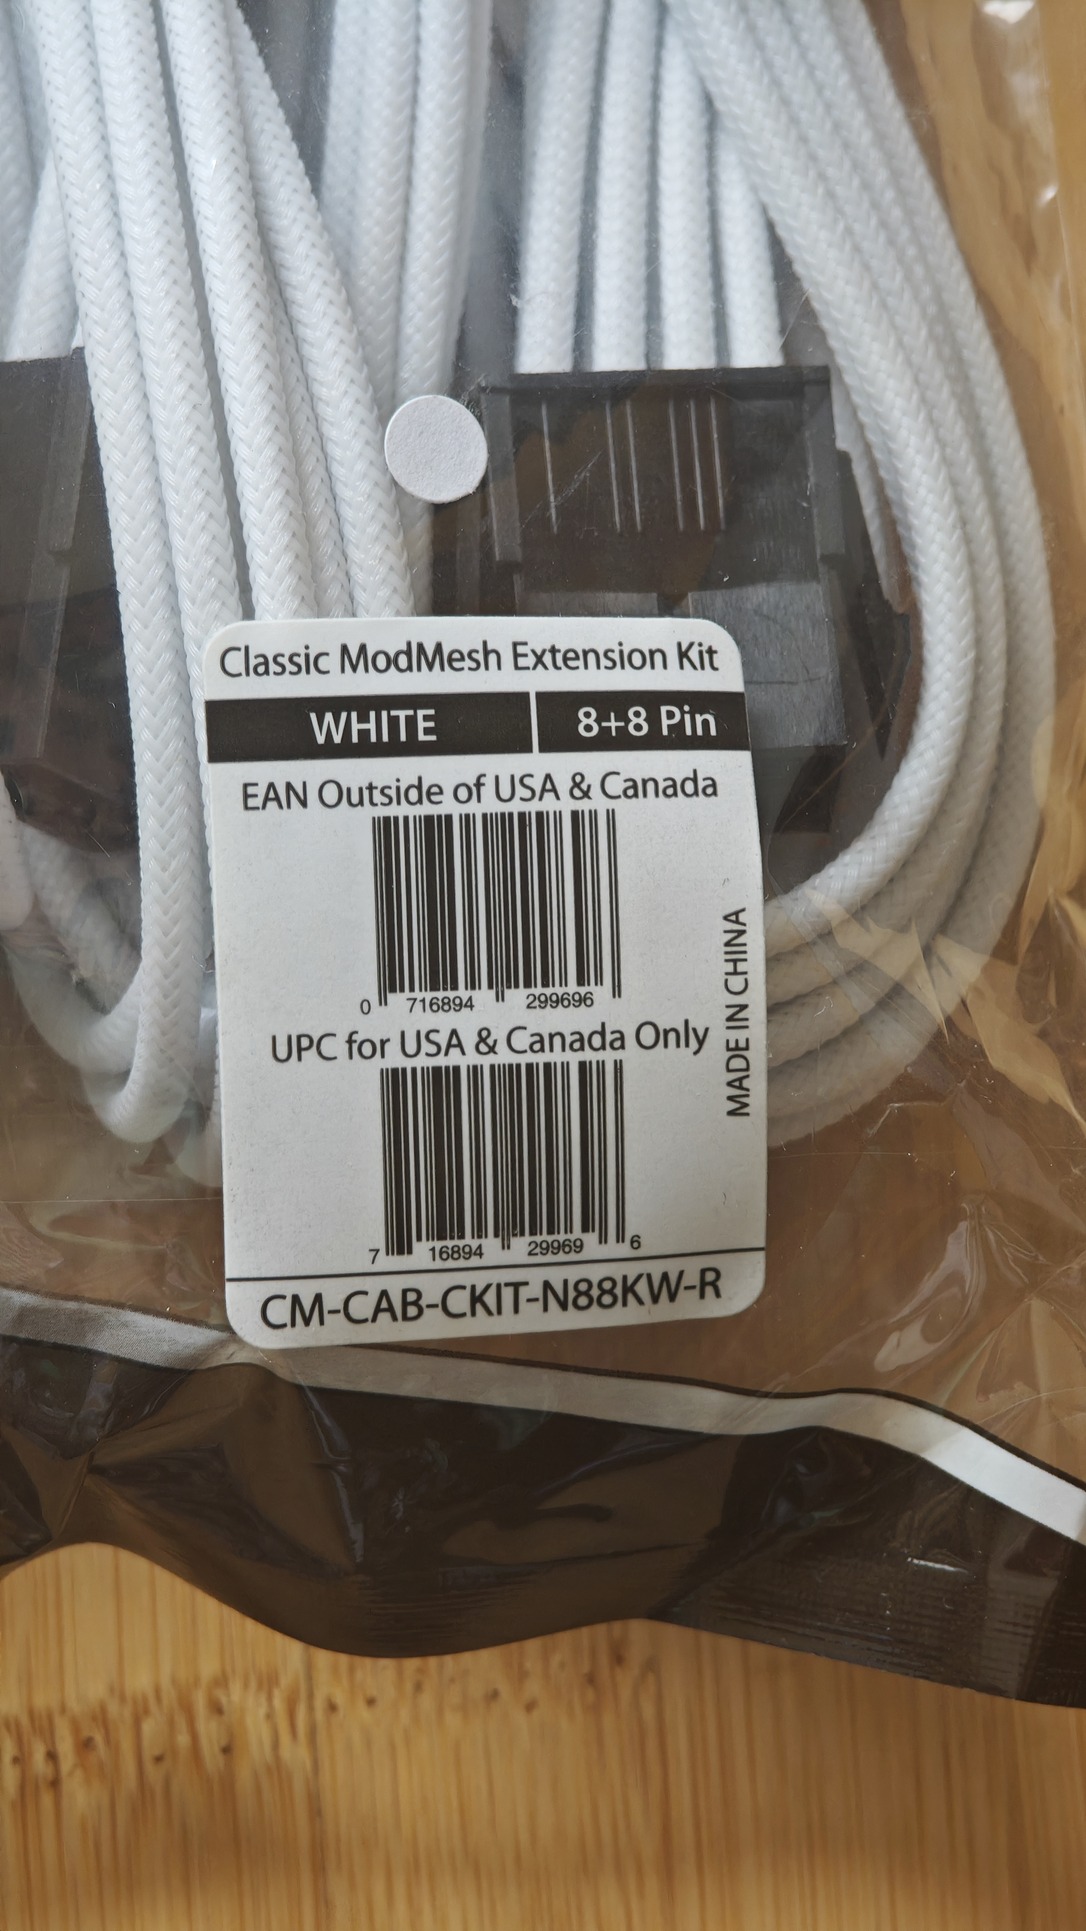 Classic ModMesh Extension Kit
WHITE 8+8 Pin
EAN Outside of USA & Canada
0 716894 299696
UPC for USA & Canada Only
7 16894 29969 6
MADE IN CHINA
CM-CAB-CKIT-N88KW-R